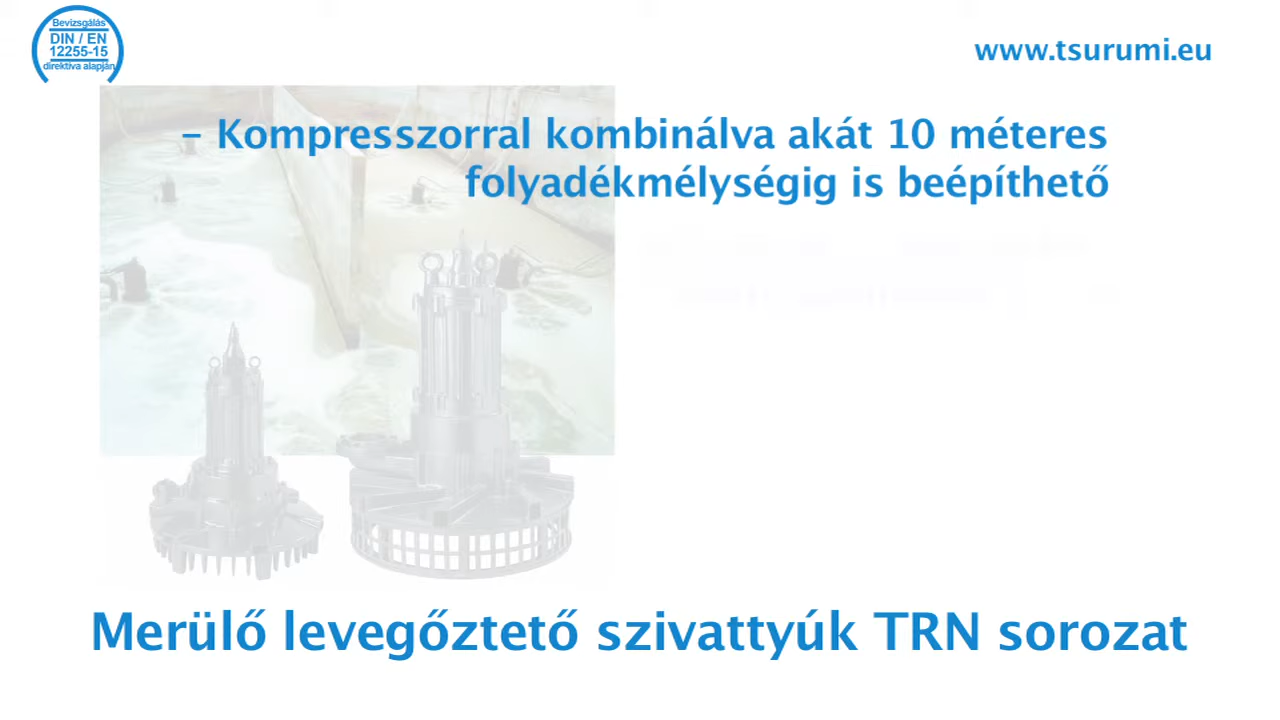 Bevizsgálás
DIN / EN
12255-15
direktíva alapján
www.tsurumi.eu
– Kompresszorral kombinálva akát 10 méteres
folyadékmélységig is beépíthető
Merülő levegőztető szivattyúk TRN sorozat